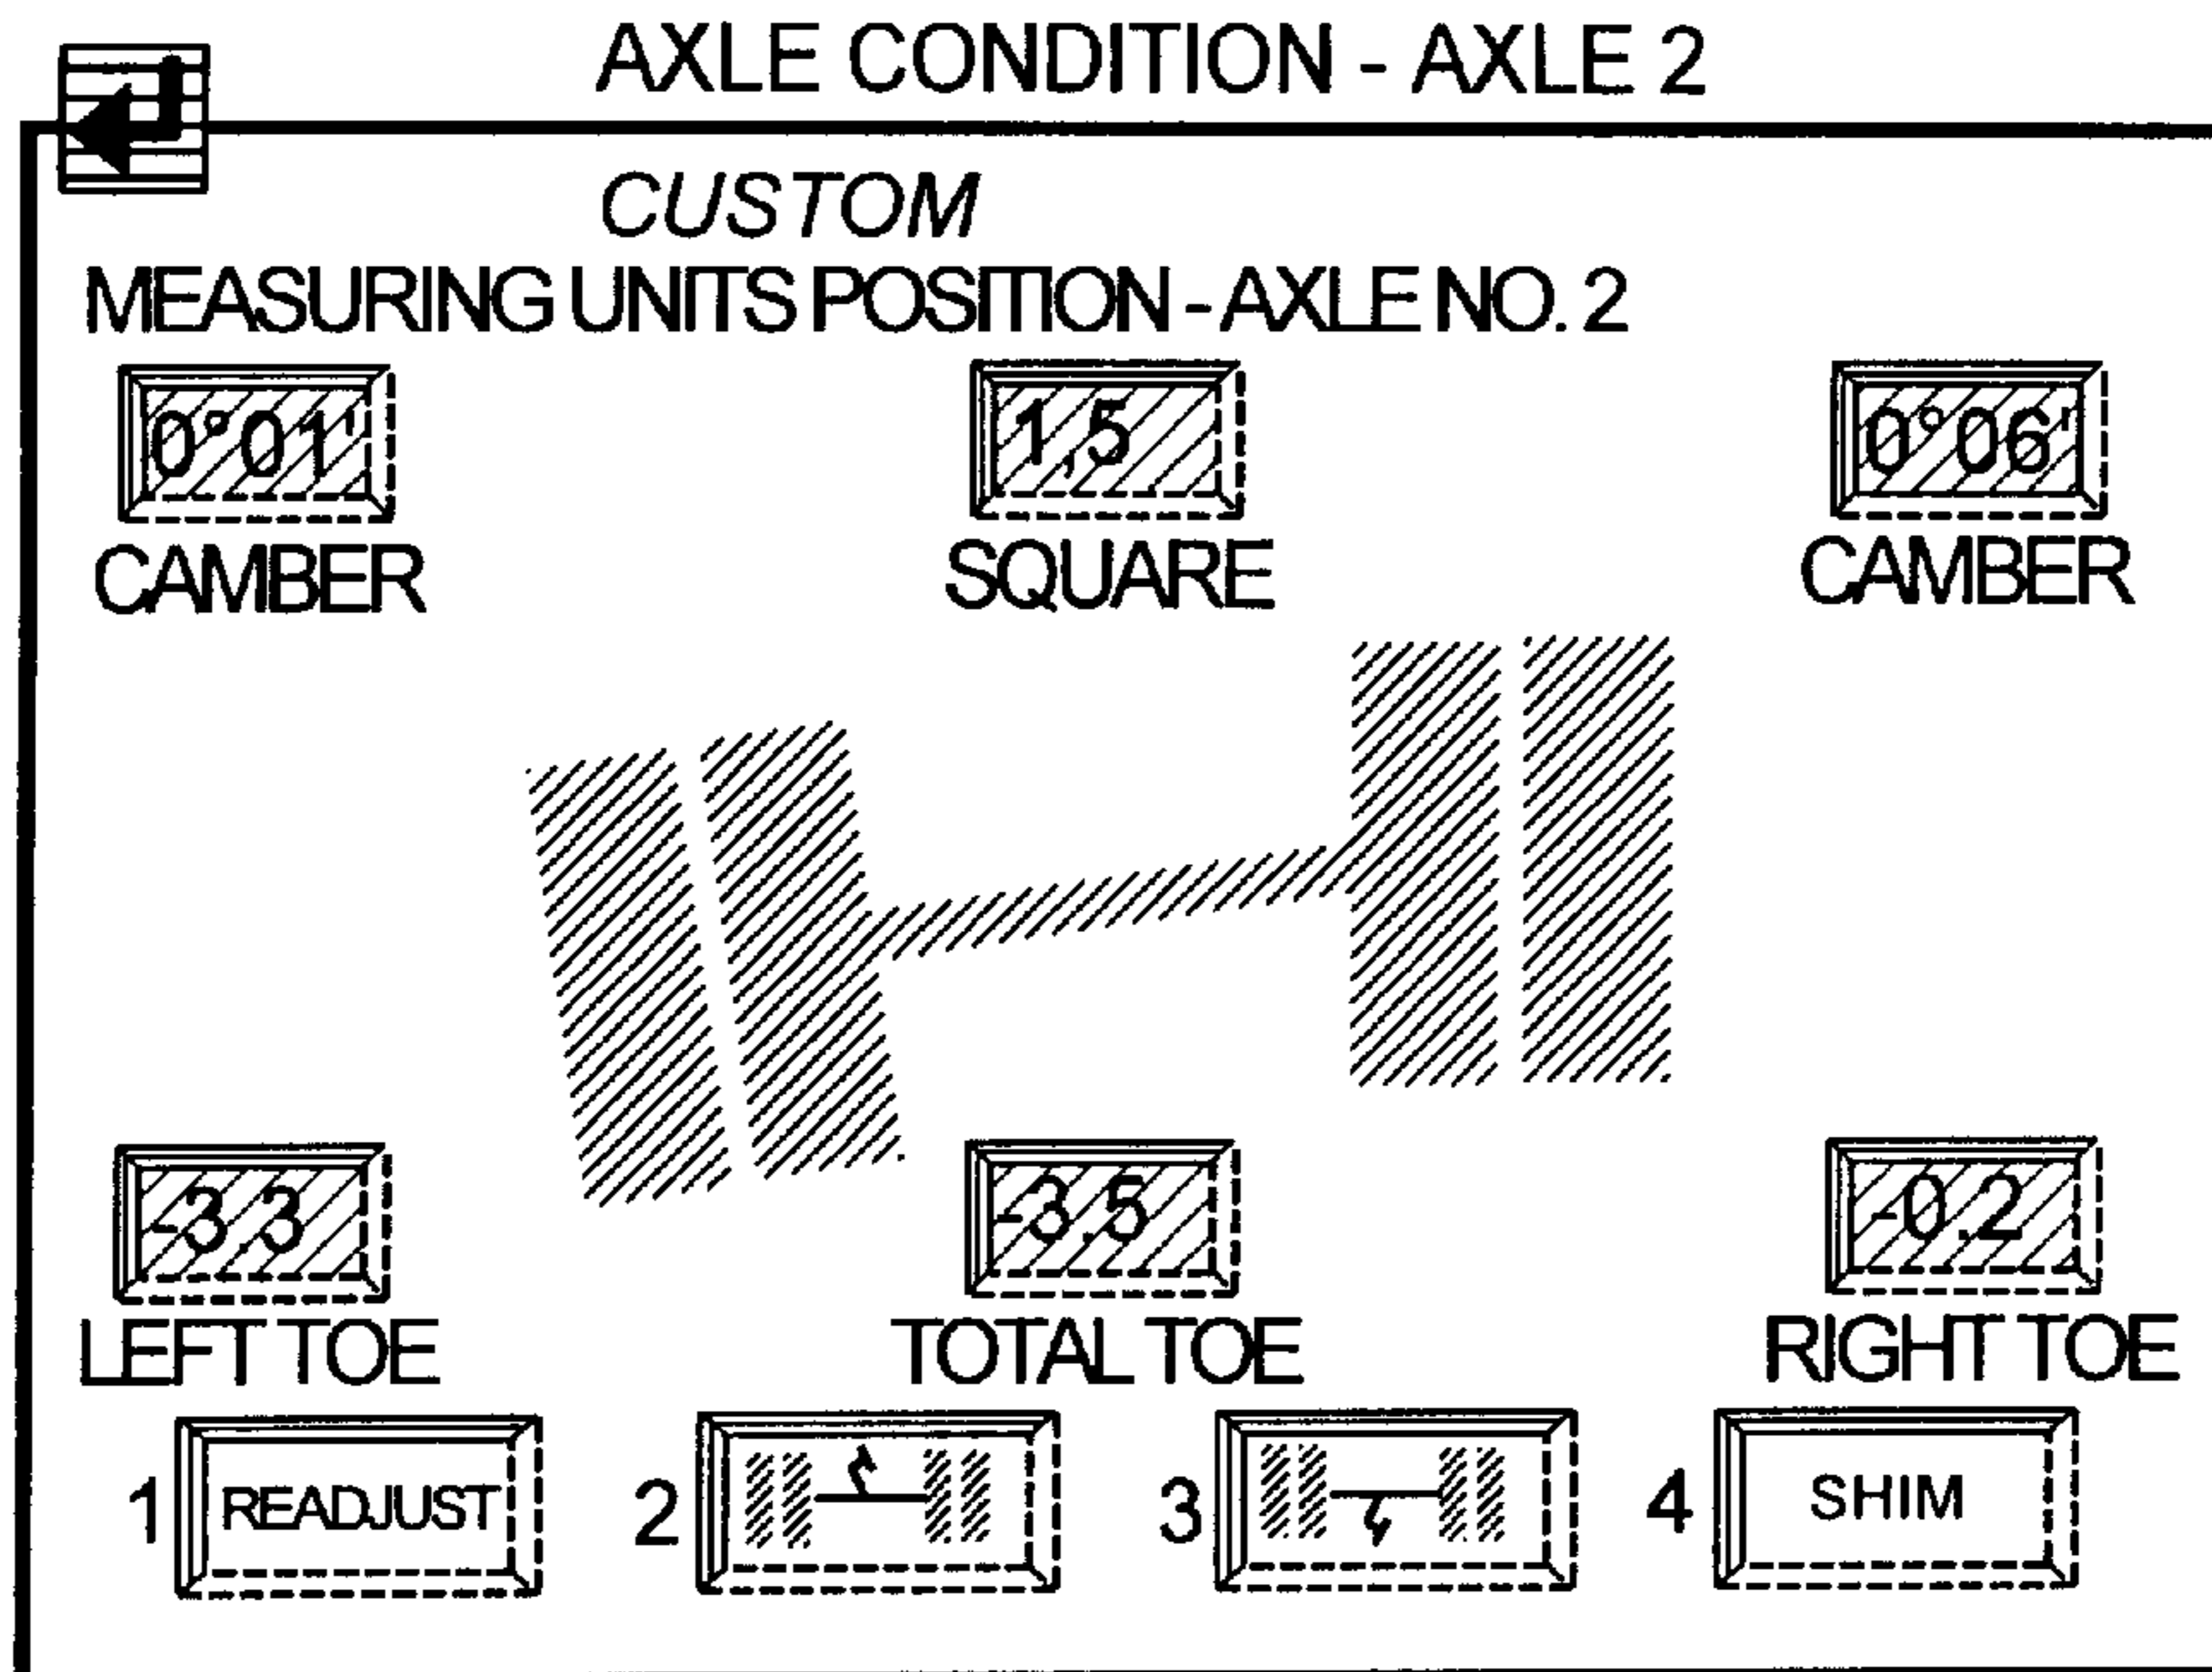 AXLE CONDITION - AXLE 2
CUSTOM
MEASURING UNITS POSITION - AXLE NO. 2
0°01' 1,5 0°06'
CAMBER SQUARE CAMBER
-3.3 -3.5 -0.2
LEFT TOE TOTAL TOE RIGHT TOE
1 READJUST 2 3 4 SHIM